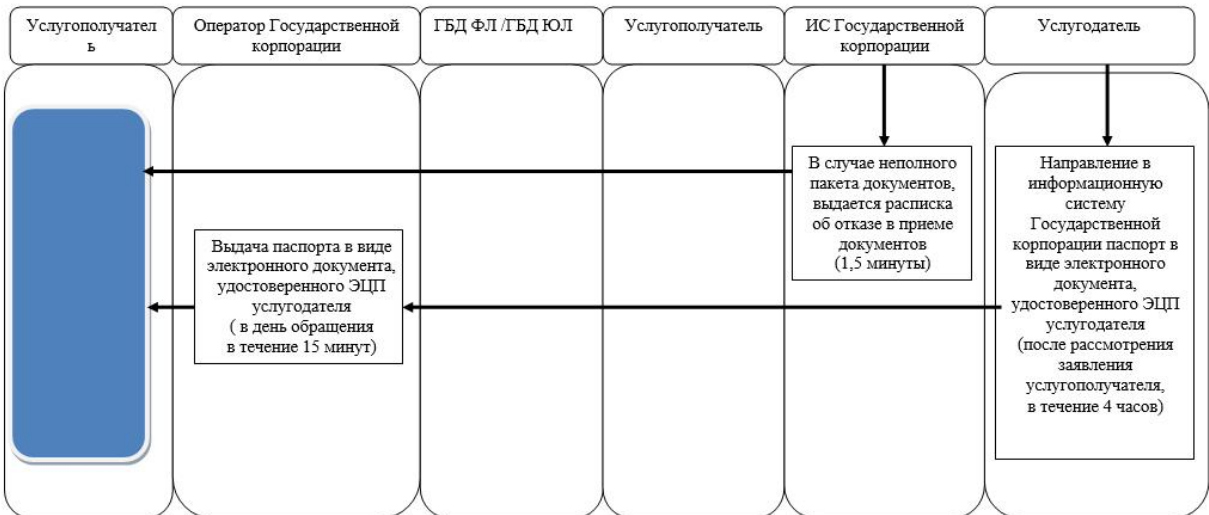 Услугополучател
ь
Оператор Государственной
корпорации
ГБД ФЛ /ГБД ЮЛ
Услугополучатель
ИС Государственной
корпорации
Услугодатель
В случае неполного
пакета документов,
выдается расписка
об отказе в приеме
документов
(1,5 минуты)
Направление в
информационную
систему
Государственной
корпорации паспорт в
виде электронного
документа,
удостоверенного ЭЦП
услугодателя
(после рассмотрения
заявления
услугополучателя,
в течение 4 часов)
Выдача паспорта в виде
электронного документа,
удостоверенного ЭЦП
услугодателя
( в день обращения
в течение 15 минут)